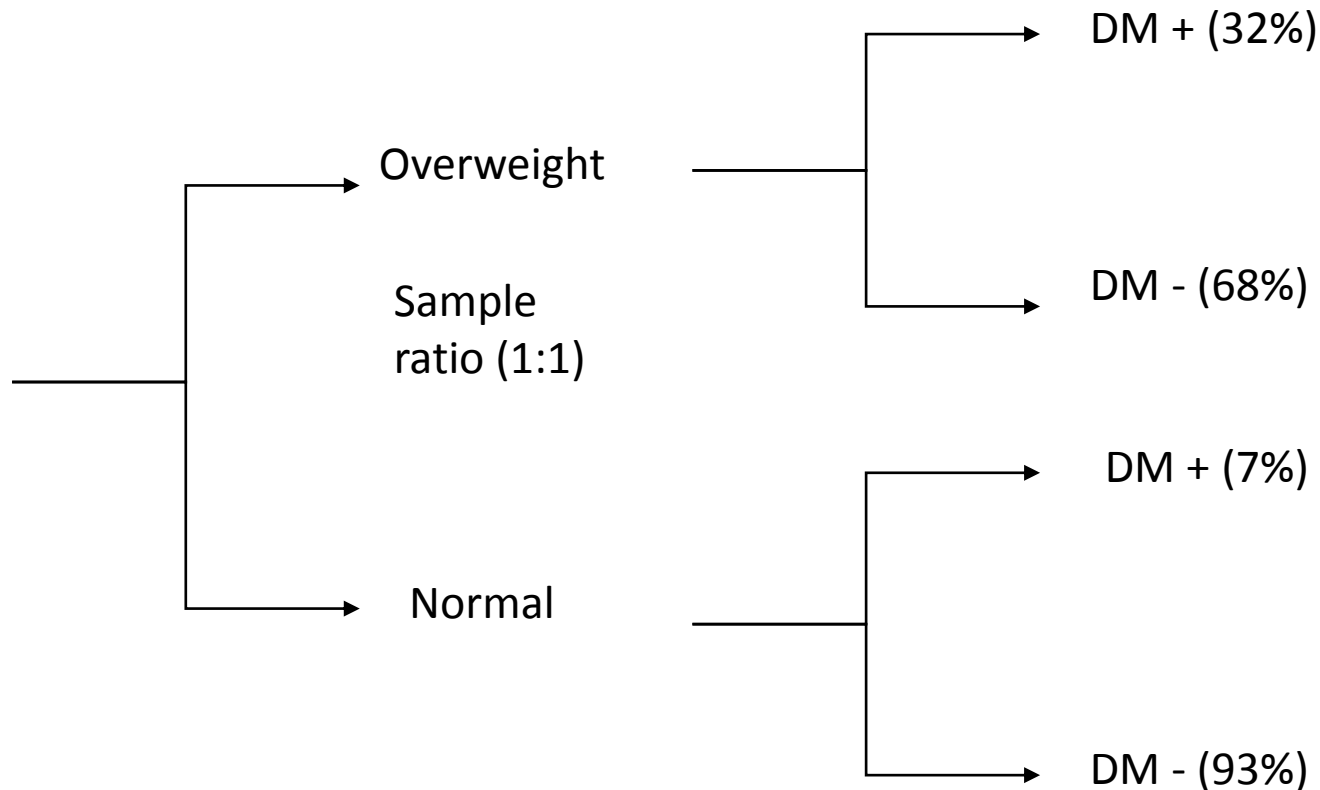 DM + (32%)
Overweight
DM - (68%)
Sample
ratio (1:1)
DM + (7%)
Normal
DM - (93%)